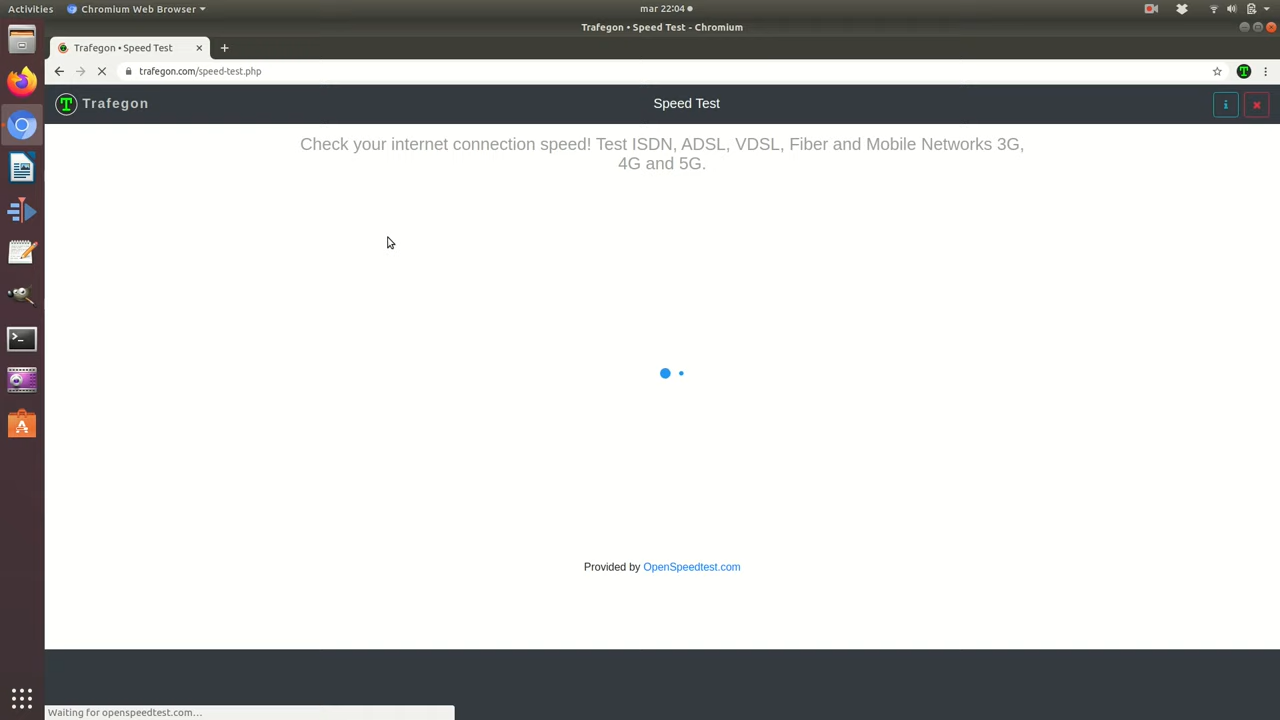 Activities
Chromium Web Browser
mar 22:04
Trafegon • Speed Test - Chromium
Trafegon • Speed Test
trafegon.com/speed-test.php
T
T
Trafegon
Speed Test
Check your internet connection speed! Test ISDN, ADSL, VDSL, Fiber and Mobile Networks 3G,
4G and 5G.
Provided by OpenSpeedtest.com
Waiting for openspeedtest.com…